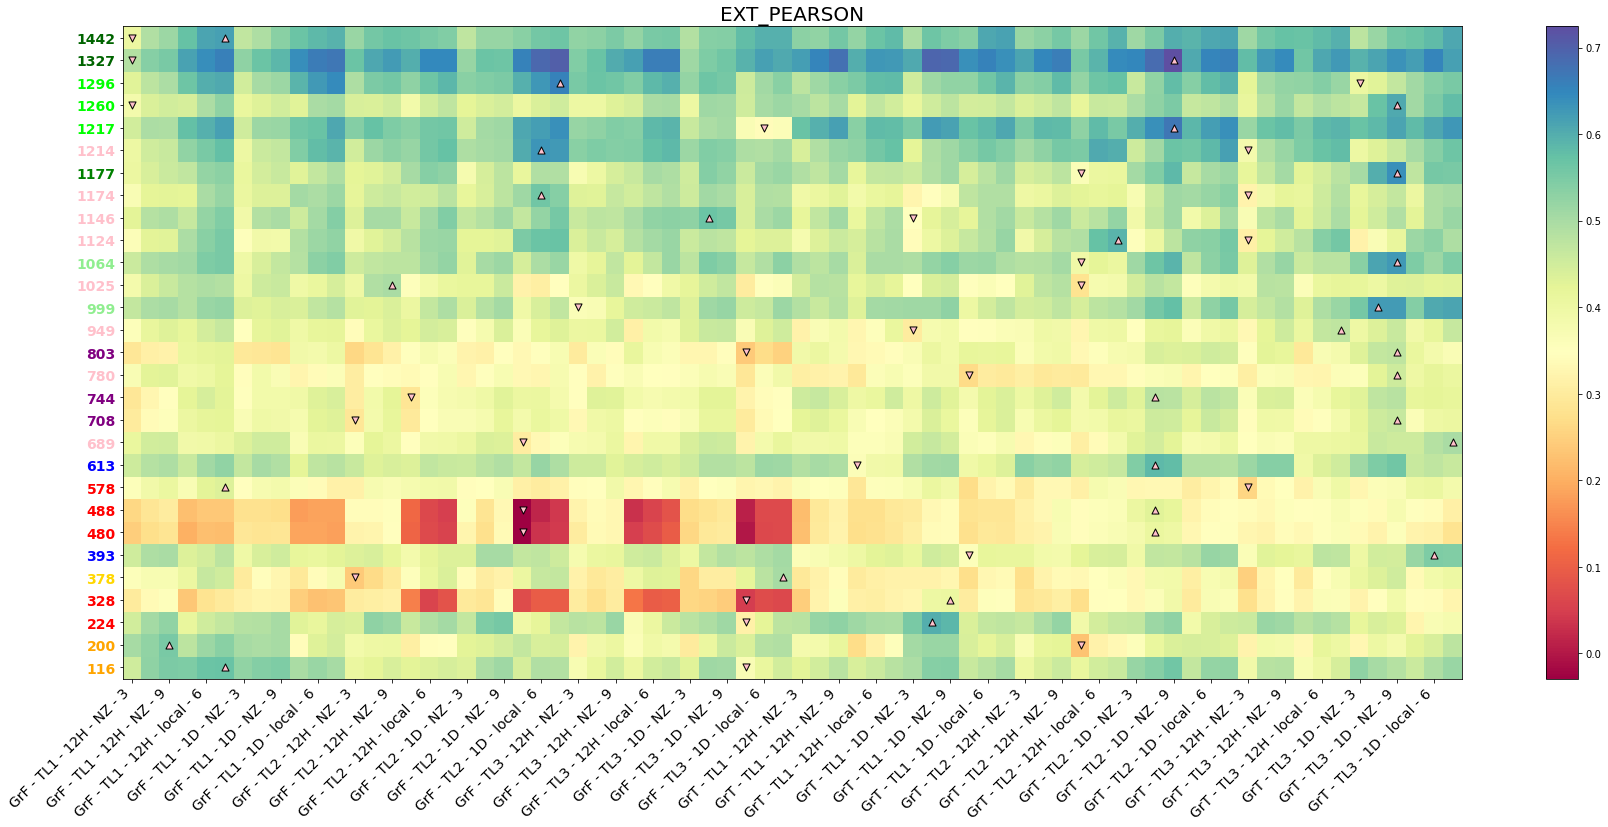 EXT_PEARSON
1442
1327
1296
1260
1217
1214
1177
1174
1146
1124
1064
1025
999
949
803
780
744
708
689
613
578
488
480
393
378
328
224
200
116
0.7
0.6
0.5
0.4
0.3
0.2
0.1
0.0
GrF - TL1 - 12H - NZ - 3
GrF - TL1 - 12H - NZ - 9
GrF - TL1 - 12H - local - 6
GrF - TL1 - 1D - NZ - 3
GrF - TL1 - 1D - NZ - 9
GrF - TL1 - 1D - local - 6
GrF - TL2 - 12H - NZ - 3
GrF - TL2 - 12H - NZ - 9
GrF - TL2 - 12H - local - 6
GrF - TL2 - 1D - NZ - 3
GrF - TL2 - 1D - NZ - 9
GrF - TL2 - 1D - local - 6
GrF - TL3 - 12H - NZ - 3
GrF - TL3 - 12H - NZ - 9
GrF - TL3 - 12H - local - 6
GrF - TL3 - 1D - NZ - 3
GrF - TL3 - 1D - NZ - 9
GrF - TL3 - 1D - local - 6
GrT - TL1 - 12H - NZ - 3
GrT - TL1 - 12H - NZ - 9
GrT - TL1 - 12H - local - 6
GrT - TL1 - 1D - NZ - 3
GrT - TL1 - 1D - NZ - 9
GrT - TL1 - 1D - local - 6
GrT - TL2 - 12H - NZ - 3
GrT - TL2 - 12H - NZ - 9
GrT - TL2 - 12H - local - 6
GrT - TL2 - 1D - NZ - 3
GrT - TL2 - 1D - NZ - 9
GrT - TL2 - 1D - local - 6
GrT - TL3 - 12H - NZ - 3
GrT - TL3 - 12H - NZ - 9
GrT - TL3 - 12H - local - 6
GrT - TL3 - 1D - NZ - 3
GrT - TL3 - 1D - NZ - 9
GrT - TL3 - 1D - local - 6